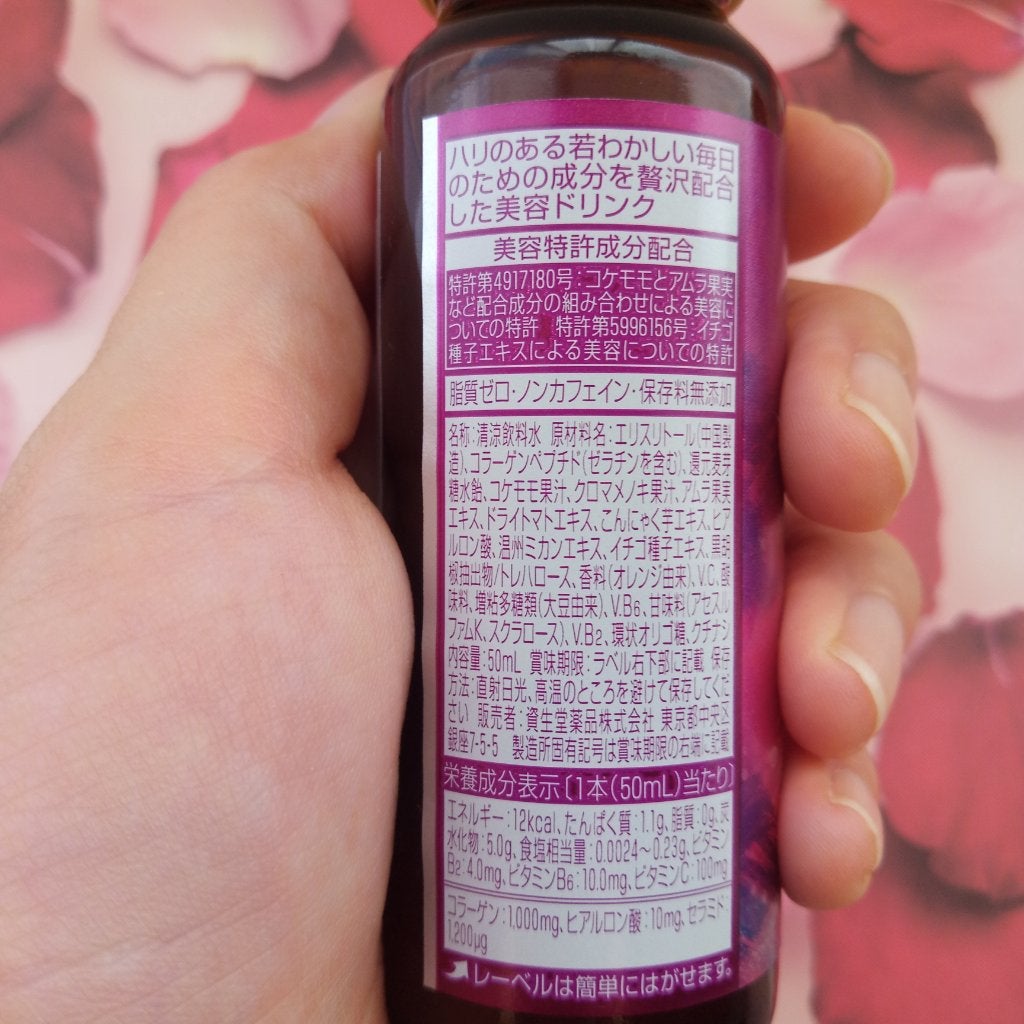 ハリのある若わかしい毎日
のための成分を贅沢配合
した美容ドリンク
美容特許成分配合
特許第4917180号:コケモモとアムラ果実
など配合成分の組み合わせによる美容に
ついての特許 特許第5996156号:イチゴ
種子エキスによる美容についての特許
脂質ゼロ・ノンカフェイン・保存料無添加
名称:清涼飲料水 原材料名:エリスリトール(中国製
造)、コラーゲンペプチド(ゼラチンを含む)、還元麦芽
糖水飴、コケモモ果汁、クロマメノキ果汁、アムラ果実
エキス、ドライトマトエキス、こんにゃく芋エキス、ヒア
ルロン酸、温州ミカンエキス、イチゴ種子エキス、黒胡
椒抽出物/トレハロース、香料(オレンジ由来)、V.C、酸
味料、増粘多糖類(大豆由来)、V.B₆、甘味料(アセスル
ファムK、スクラロース)、V.B₂、環状オリゴ糖、クチナシ
内容量:50mL 賞味期限:ラベル右下部に記載 保存
方法:直射日光、高温のところを避けて保存してくだ
さい 販売者:資生堂薬品株式会社 東京都中央区
銀座7-5-5 製造所固有記号は賞味期限の右端に記載
栄養成分表示〔1本(50mL)当たり〕
エネルギー:12kcal、たんぱく質:1.1g、脂質:0g、炭
水化物:5.0g、食塩相当量:0.0024〜0.23g、ビタミン
B₂:4.0mg、ビタミンB₆:10.0mg、ビタミンC:100mg
コラーゲン:1,000mg、ヒアルロン酸:10mg、セラミド:
1,200μg
レーベルは簡単にはがせます。